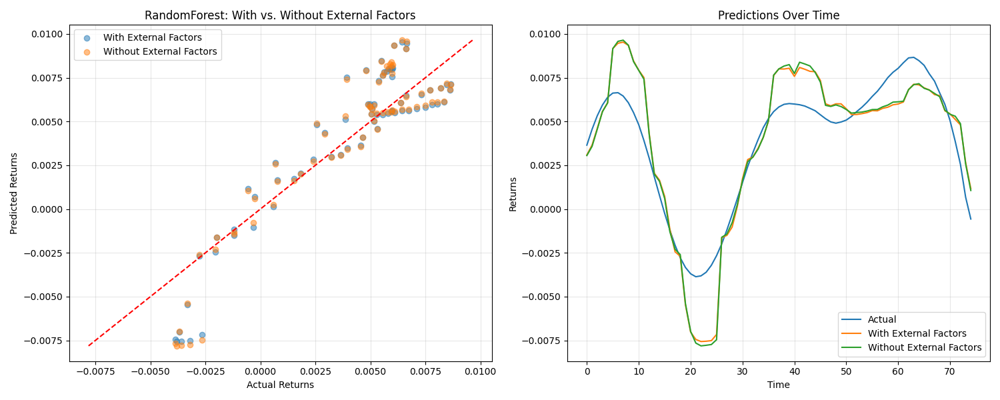 RandomForest: With vs. Without External Factors
With External Factors
Without External Factors
0.0100
0.0075
0.0050
0.0025
0.0000
−0.0025
−0.0050
−0.0075
Predicted Returns
−0.0075
−0.0050
−0.0025
0.0000
0.0025
0.0050
0.0075
0.0100
Actual Returns
Predictions Over Time
0.0100
0.0075
0.0050
0.0025
0.0000
−0.0025
−0.0050
−0.0075
Returns
Actual
With External Factors
Without External Factors
0
10
20
30
40
50
60
70
Time